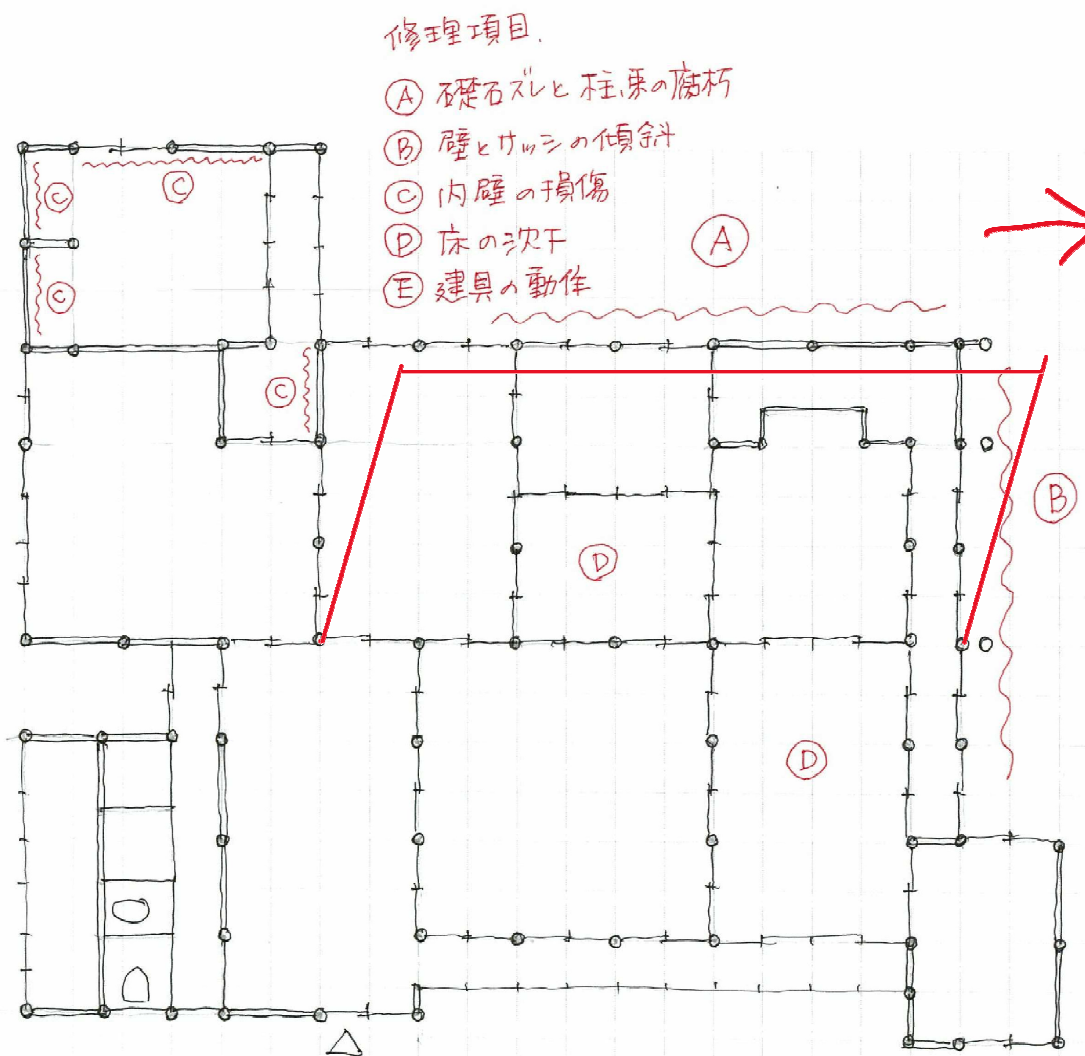 修理項目.
Ⓐ 礎石ズレと柱、梁の腐朽
Ⓑ 壁とサッシの傾斜
Ⓒ 内壁の損傷
Ⓓ 床の沈下
Ⓔ 建具の動作
Ⓒ
Ⓒ
Ⓐ
Ⓒ
Ⓒ
Ⓑ
Ⓓ
Ⓓ